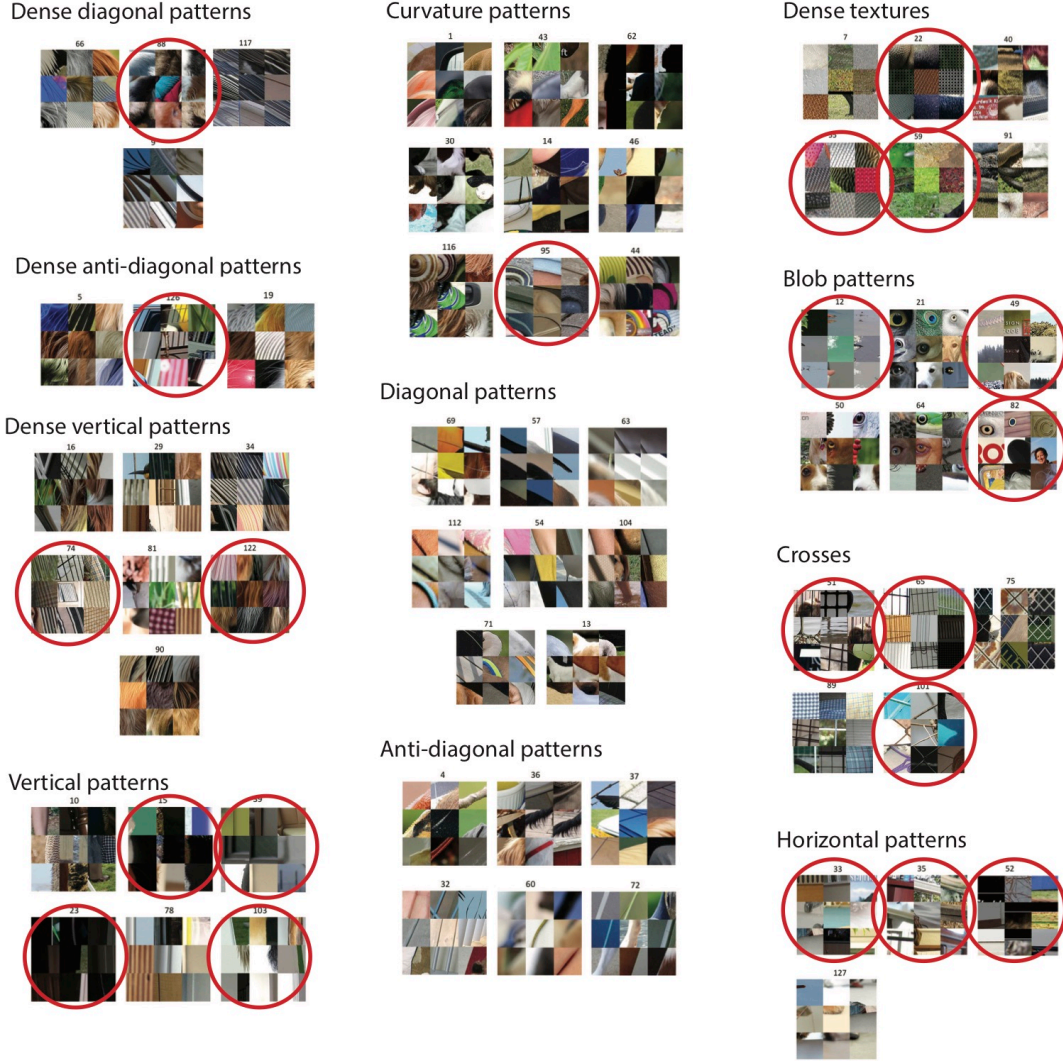 Dense diagonal patterns
66 88 117
9
Dense anti-diagonal patterns
5 126 19
Dense vertical patterns
16 29 34
74 81 122
90
Vertical patterns
10 15 39
23 78 103
Curvature patterns
1 43 62
30 14 46
116 95 44
Diagonal patterns
69 57 63
112 54 104
71 13
Anti-diagonal patterns
4 36 37
32 60 72
Dense textures
7 22 40
59 91
Blob patterns
12 21 49
50 64 82
Crosses
51 65 75
89 101
Horizontal patterns
33 35 52
127